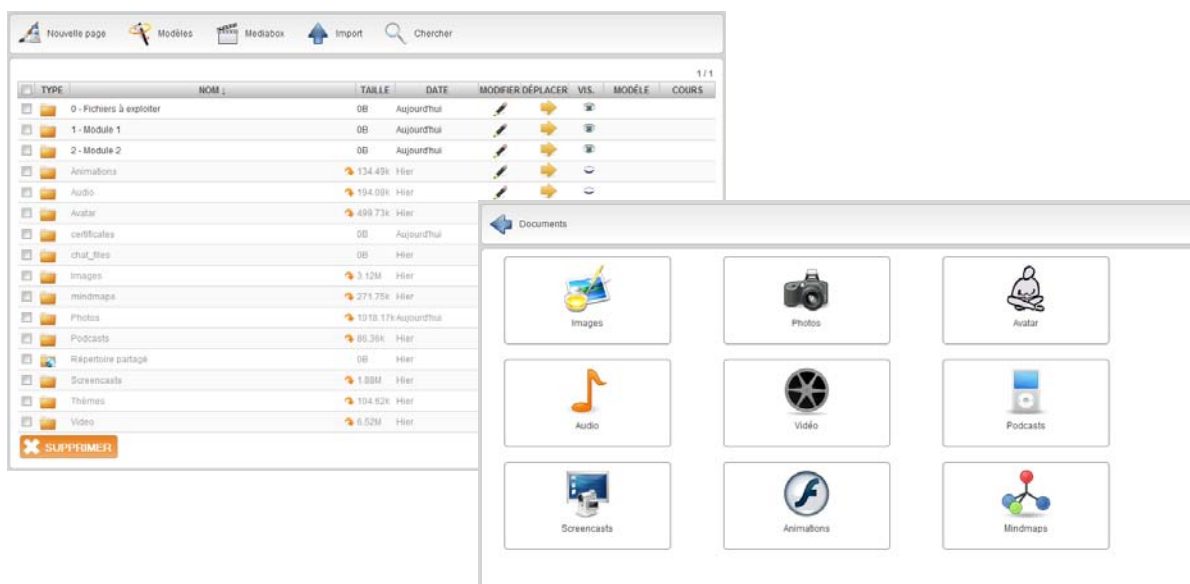 Nouvelle page Modèles Mediabox Import Chercher
1 / 1
TYPE NOM ↓ TAILLE DATE MODIFIER DÉPLACER VIS. MODÈLE COURS
0 - Fichiers à exploiter 0B Aujourd'hui
1 - Module 1 0B Aujourd'hui
2 - Module 2 0B Aujourd'hui
Animations 134.49k Hier
Audio 194.09k Hier
Avatar 499.73k Hier
certificates 0B Aujourd'hui
chat_files 0B Hier
Images 3.12M Hier
mindmaps 271.75k Hier
Photos 1018.17k Aujourd'hui
Podcasts 86.36k Hier
Répertoire partagé 0B Hier
Screencasts 1.88M Hier
Thèmes 104.62k Hier
Video 6.52M Hier
SUPPRIMER
Documents
Images Photos Avatar
Audio Vidéo Podcasts
Screencasts Animations Mindmaps